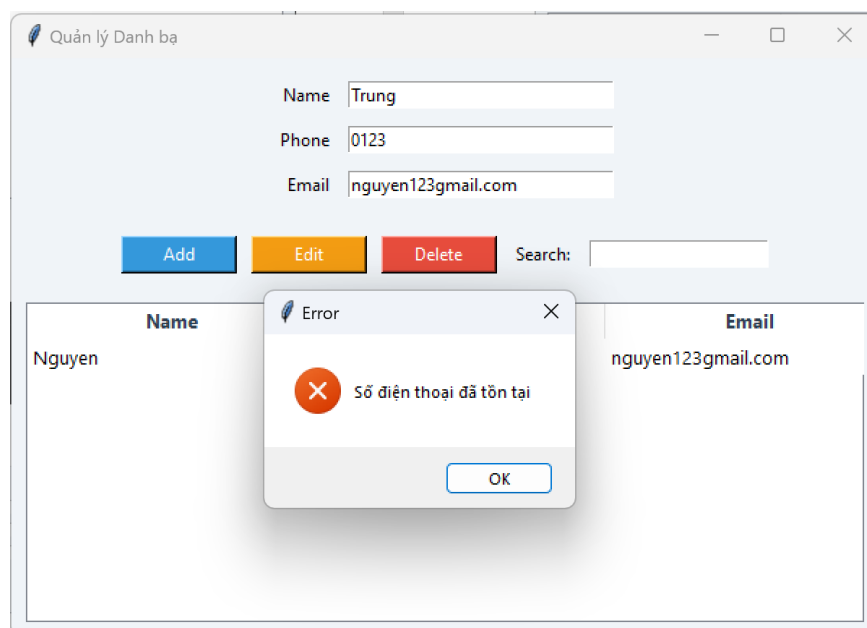 Quản lý Danh bạ
Name Trung
Phone 0123
Email nguyen123gmail.com
Add Edit Delete Search:
Name Email
Nguyen nguyen123gmail.com
Error
Số điện thoại đã tồn tại
OK